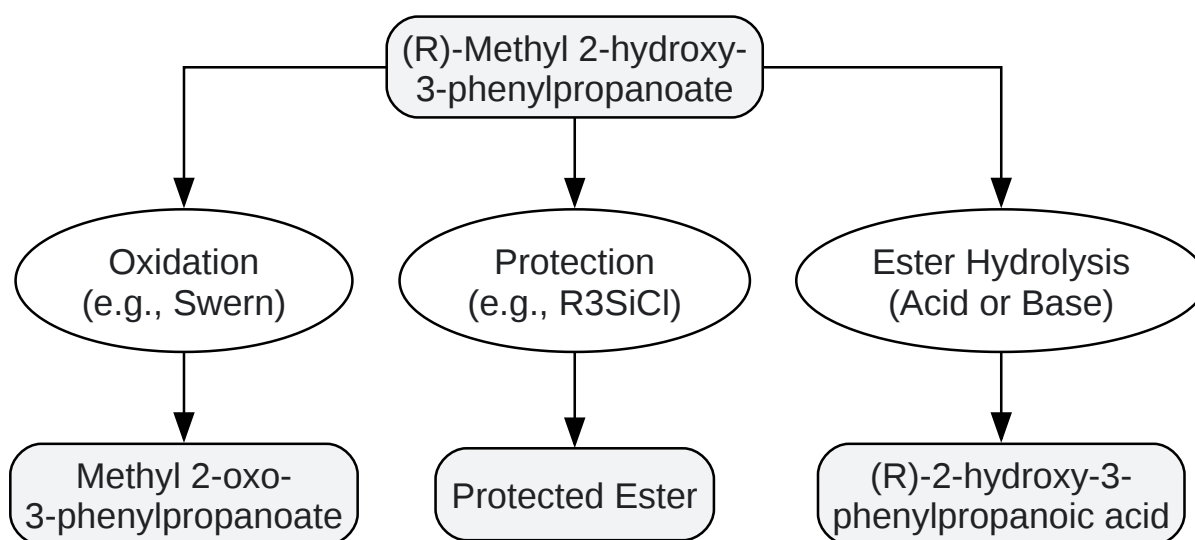 (R)-Methyl 2-hydroxy-
3-phenylpropanoate
Oxidation
(e.g., Swern)
Protection
(e.g., R3SiCl)
Ester Hydrolysis
(Acid or Base)
Methyl 2-oxo-
3-phenylpropanoate
Protected Ester
(R)-2-hydroxy-3-
phenylpropanoic acid